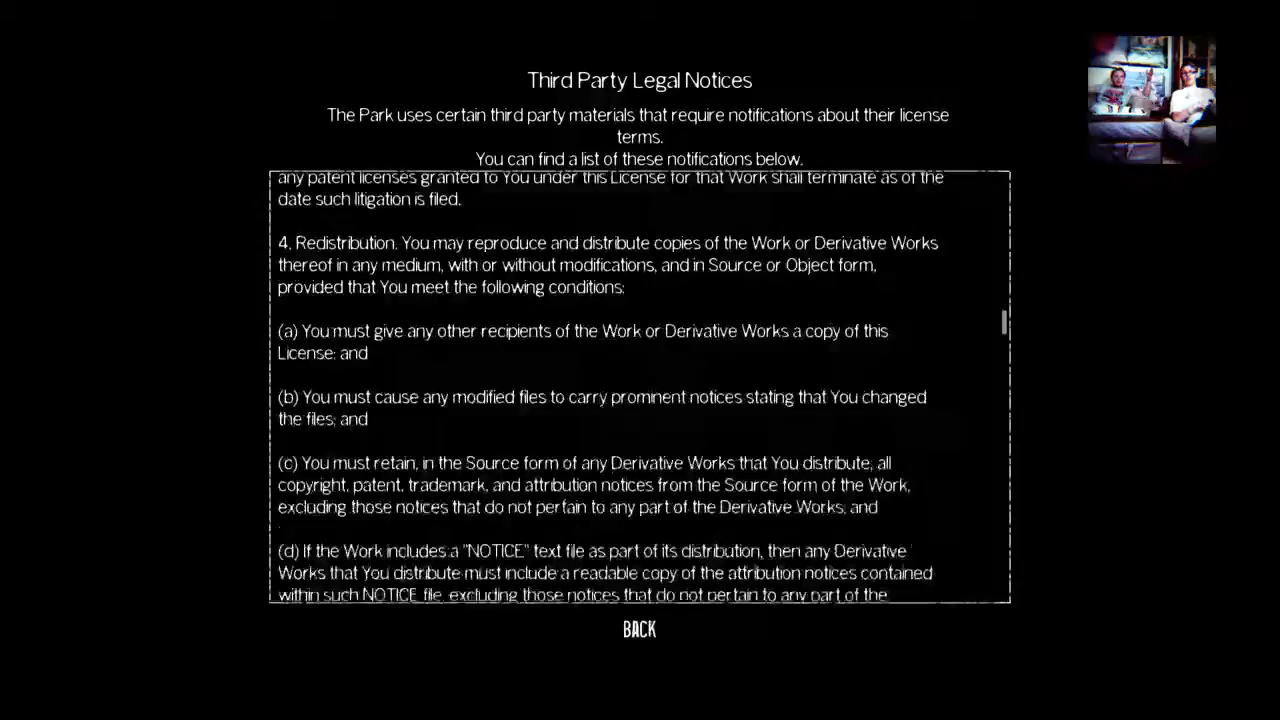 Third Party Legal Notices
The Park uses certain third party materials that require notifications about their license
terms.
You can find a list of these notifications below.
any patent licenses granted to You under this License for that Work shall terminate as of the
date such litigation is filed.
4. Redistribution. You may reproduce and distribute copies of the Work or Derivative Works
thereof in any medium, with or without modifications, and in Source or Object form,
provided that You meet the following conditions:
(a) You must give any other recipients of the Work or Derivative Works a copy of this
License; and
(b) You must cause any modified files to carry prominent notices stating that You changed
the files; and
(c) You must retain, in the Source form of any Derivative Works that You distribute, all
copyright, patent, trademark, and attribution notices from the Source form of the Work,
excluding those notices that do not pertain to any part of the Derivative Works; and
(d) If the Work includes a "NOTICE" text file as part of its distribution, then any Derivative
Works that You distribute must include a readable copy of the attribution notices contained
within such NOTICE file, excluding those notices that do not pertain to any part of the
BACK